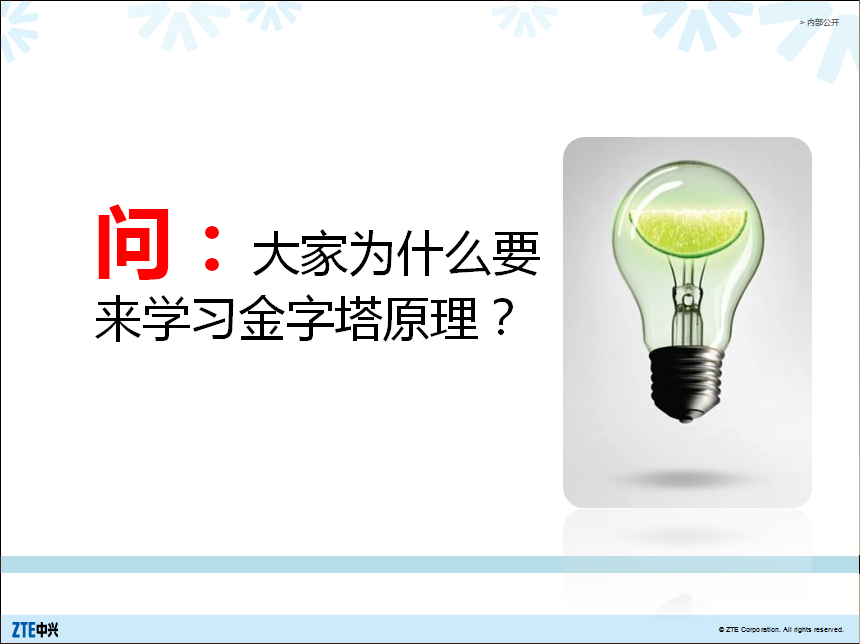 > 内部公开
问：大家为什么要
来学习金字塔原理？
ZTE中兴
© ZTE Corporation. All rights reserved.